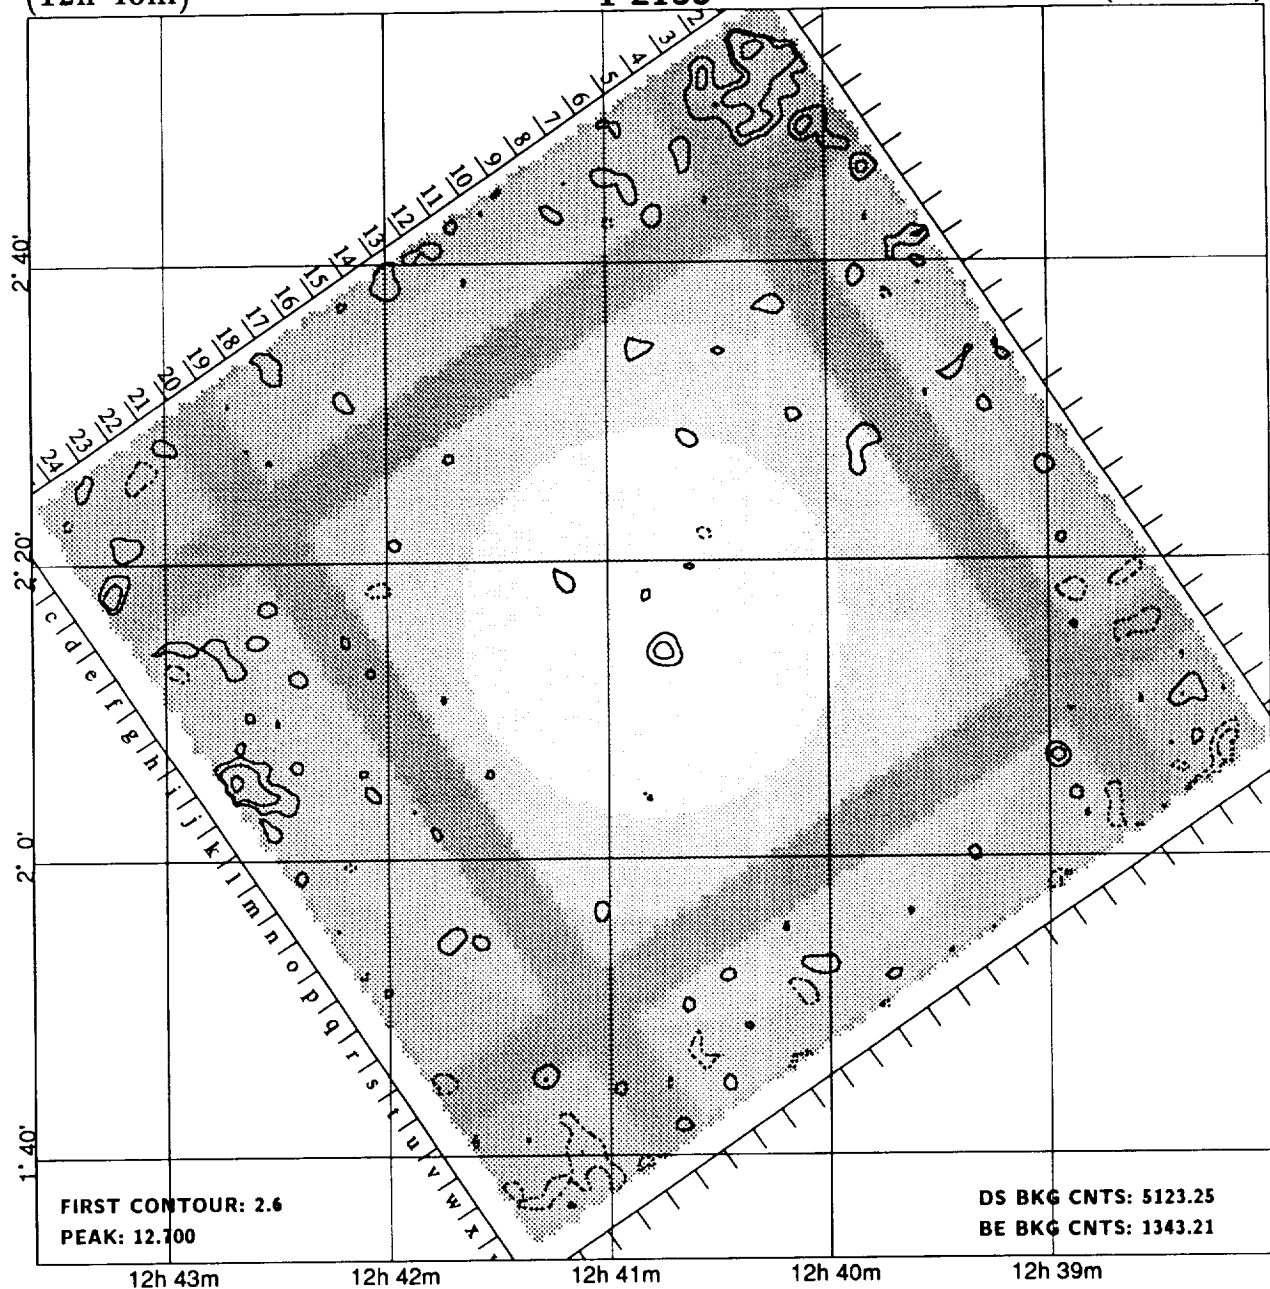 2 3 4 5 6 7 8 9 10 11 12 13 14 15 16 17 18 19 20 21 22 23 24
2° 40'
2° 20'
c d e f g h i j k l m n o p q r s t u v w x
2° 0'
1° 40'
FIRST CONTOUR: 2.6
PEAK: 12.700
DS BKG CNTS: 5123.25
BE BKG CNTS: 1343.21
12h 43m 12h 42m 12h 41m 12h 40m 12h 39m